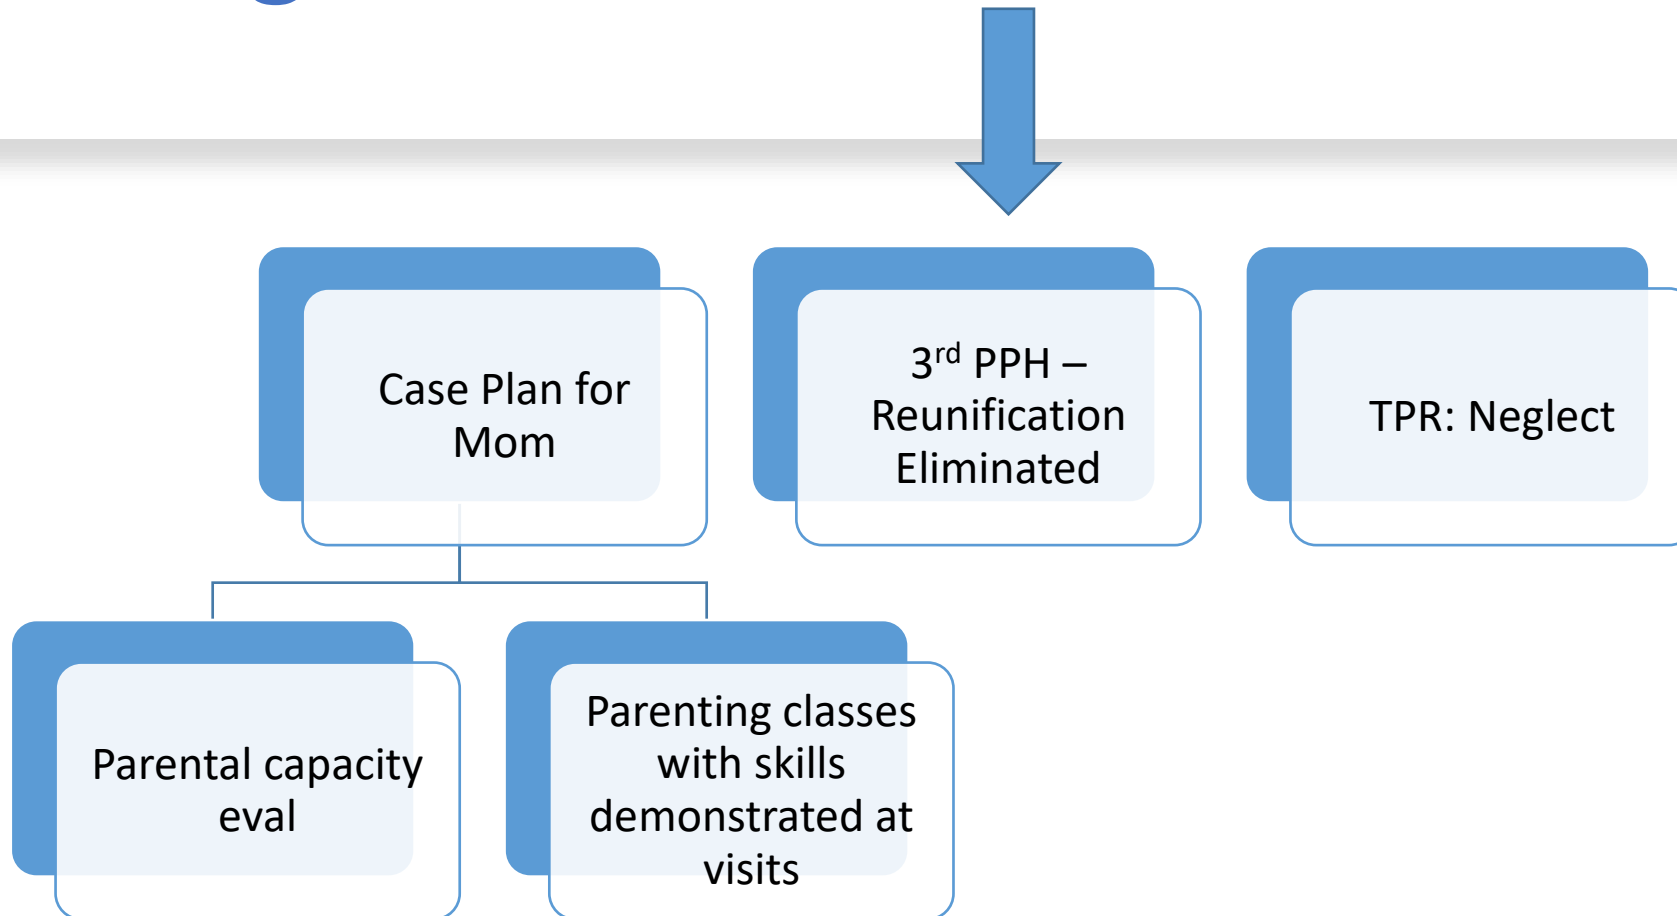 Case Plan for
Mom
3rd PPH –
Reunification
Eliminated
TPR: Neglect
Parental capacity
eval
Parenting classes
with skills
demonstrated at
visits